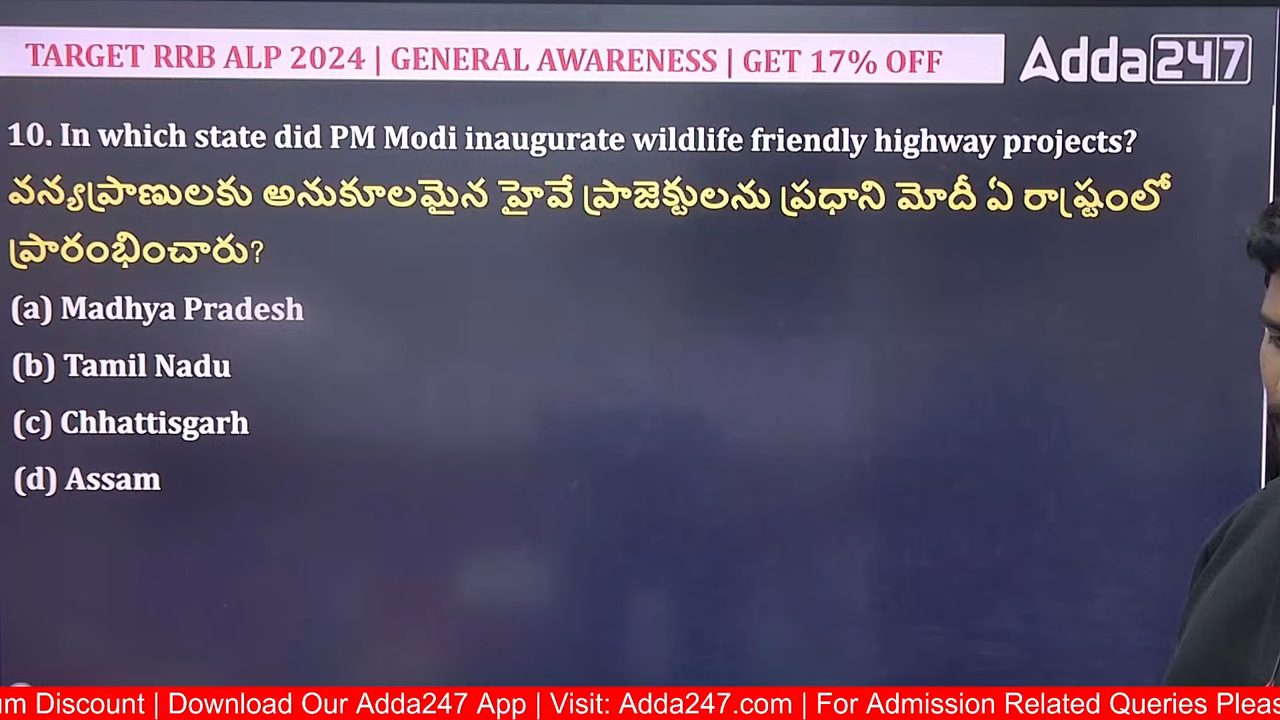 TARGET RRB ALP 2024 | GENERAL AWARENESS | GET 17% OFF
Adda247
10. In which state did PM Modi inaugurate wildlife friendly highway projects?
వన్యప్రాణులకు అనుకూలమైన హైవే ప్రాజెక్టులను ప్రధాని మోదీ ఏ రాష్ట్రంలో
ప్రారంభించారు?
(a) Madhya Pradesh
(b) Tamil Nadu
(c) Chhattisgarh
(d) Assam
um Discount | Download Our Adda247 App | Visit: Adda247.com | For Admission Related Queries Pleas